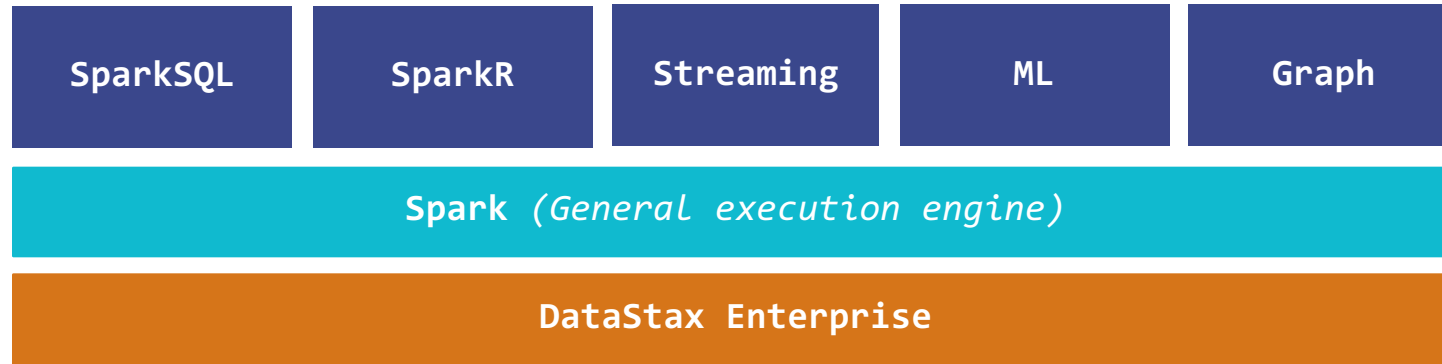 SparkSQL
SparkR
Streaming
ML
Graph
Spark (General execution engine)
DataStax Enterprise